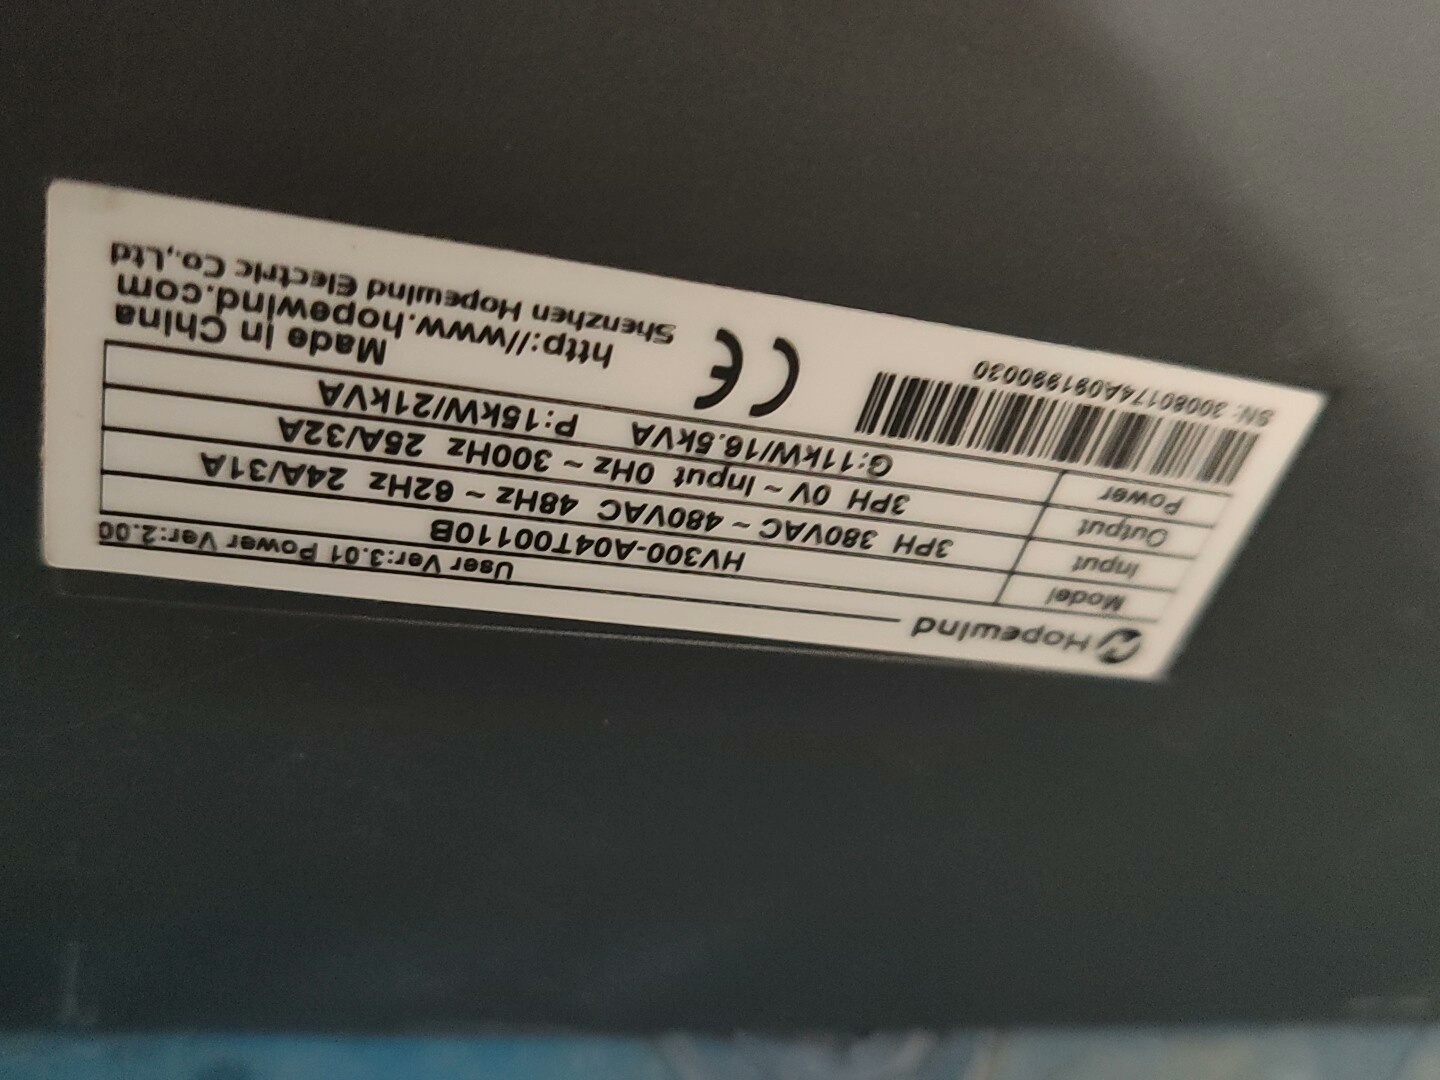 Hopewind
User Ver:3.01 Power Ver:2.00
Model HV300-A04T00110B
Input 3PH 380VAC ~ 480VAC 48Hz ~ 62Hz 24A/31A
Output 3PH 0V ~ Input 0Hz ~ 300Hz 25A/32A
Power G:11kW/16.5kVA P:15kW/21kVA
SN: 30080174A091990030
CE
Made in China
http://www.hopewind.com
Shenzhen Hopewind Electric Co.,Ltd